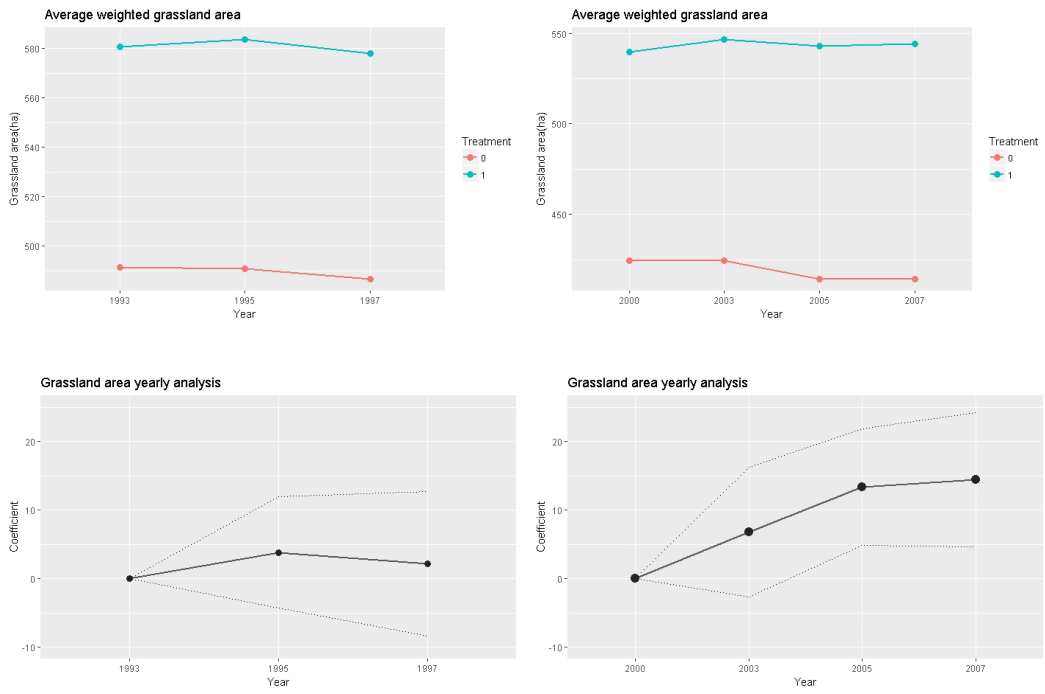 Average weighted grassland area
580
560
540
520
500
Grassland area(ha)
1993
1995
1997
Year
Treatment
0
1
Average weighted grassland area
550
500
450
Grassland area(ha)
2000
2003
2005
2007
Year
Treatment
0
1
Grassland area yearly analysis
20
10
0
-10
Coefficient
1993
1995
1997
Year
Grassland area yearly analysis
20
10
0
-10
Coefficient
2000
2003
2005
2007
Year